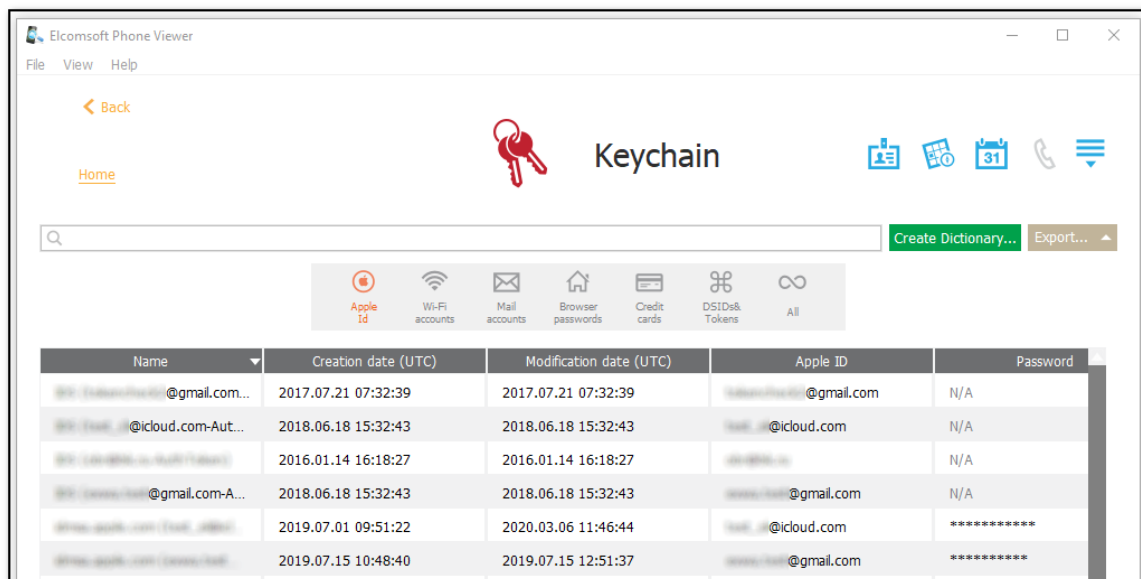 Elcomsoft Phone Viewer
File View Help
Back
Home
Keychain
31
Create Dictionary... Export...
Apple Id
Wi-Fi accounts
Mail accounts
Browser passwords
Credit cards
DSIDs& Tokens
All
Name Creation date (UTC) Modification date (UTC) Apple ID Password
@gmail.com... 2017.07.21 07:32:39 2017.07.21 07:32:39 @gmail.com N/A
@icloud.com-Aut... 2018.06.18 15:32:43 2018.06.18 15:32:43 @icloud.com N/A
2016.01.14 16:18:27 2016.01.14 16:18:27 N/A
@gmail.com-A... 2018.06.18 15:32:43 2018.06.18 15:32:43 @gmail.com N/A
2019.07.01 09:51:22 2020.03.06 11:46:44 @icloud.com ***********
2019.07.15 10:48:40 2019.07.15 12:51:37 @gmail.com **********